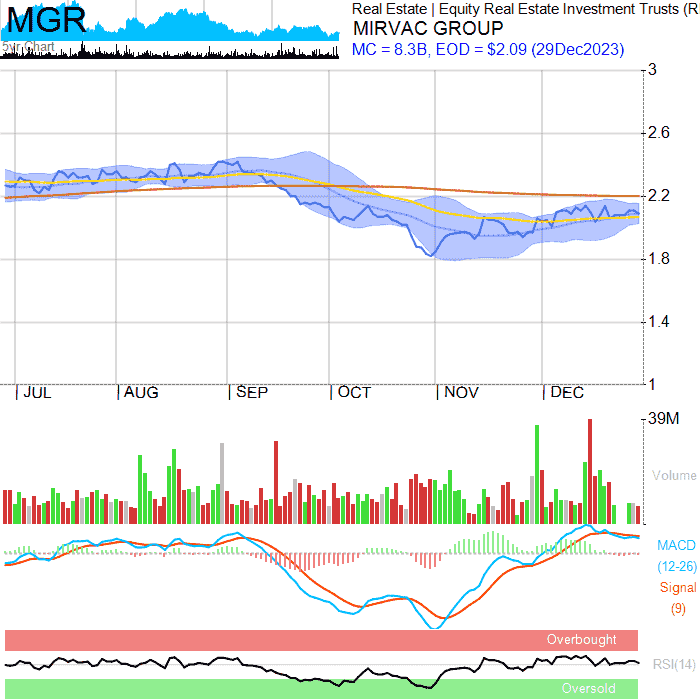 MGR
5yr Chart
Real Estate | Equity Real Estate Investment Trusts (R
MIRVAC GROUP
MC = 8.3B, EOD = $2.09 (29Dec2023)
3
2.6
2.2
1.8
1.4
1
JUL AUG SEP OCT NOV DEC
39M
Volume
MACD
(12-26)
Signal
(9)
Overbought
RSI(14)
Oversold